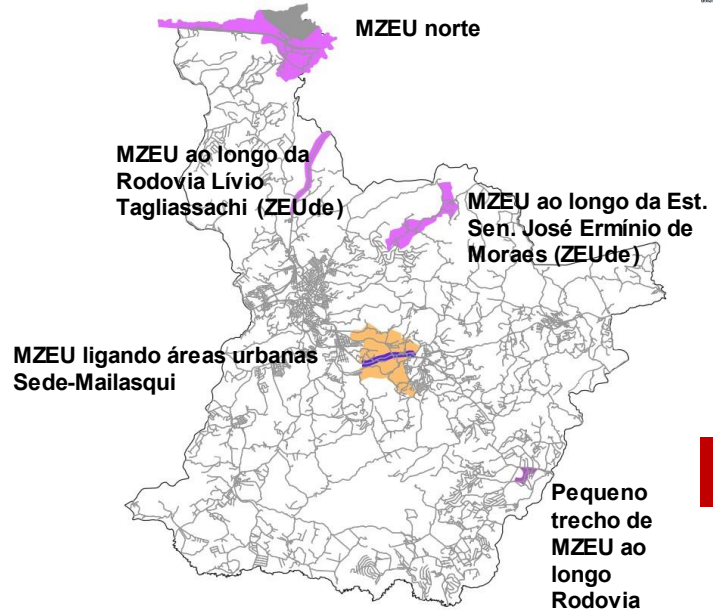 MZEU norte
MZEU ao longo da
Rodovia Lívio
Tagliassachi (ZEUde)
MZEU ao longo da Est.
Sen. José Ermínio de
Moraes (ZEUde)
MZEU ligando áreas urbanas
Sede-Mailasqui
Pequeno
trecho de
MZEU ao
longo
Rodovia